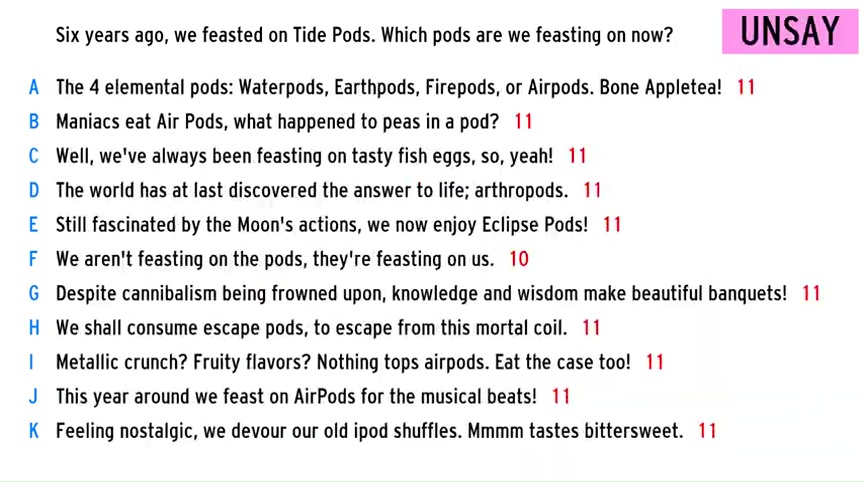 Six years ago, we feasted on Tide Pods. Which pods are we feasting on now?
UNSAY
A The 4 elemental pods: Waterpods, Earthpods, Firepods, or Airpods. Bone Appletea! 11
B Maniacs eat Air Pods, what happened to peas in a pod? 11
C Well, we've always been feasting on tasty fish eggs, so, yeah! 11
D The world has at last discovered the answer to life; arthropods. 11
E Still fascinated by the Moon's actions, we now enjoy Eclipse Pods! 11
F We aren't feasting on the pods, they're feasting on us. 10
G Despite cannibalism being frowned upon, knowledge and wisdom make beautiful banquets! 11
H We shall consume escape pods, to escape from this mortal coil. 11
I Metallic crunch? Fruity flavors? Nothing tops airpods. Eat the case too! 11
J This year around we feast on AirPods for the musical beats! 11
K Feeling nostalgic, we devour our old ipod shuffles. Mmmm tastes bittersweet. 11